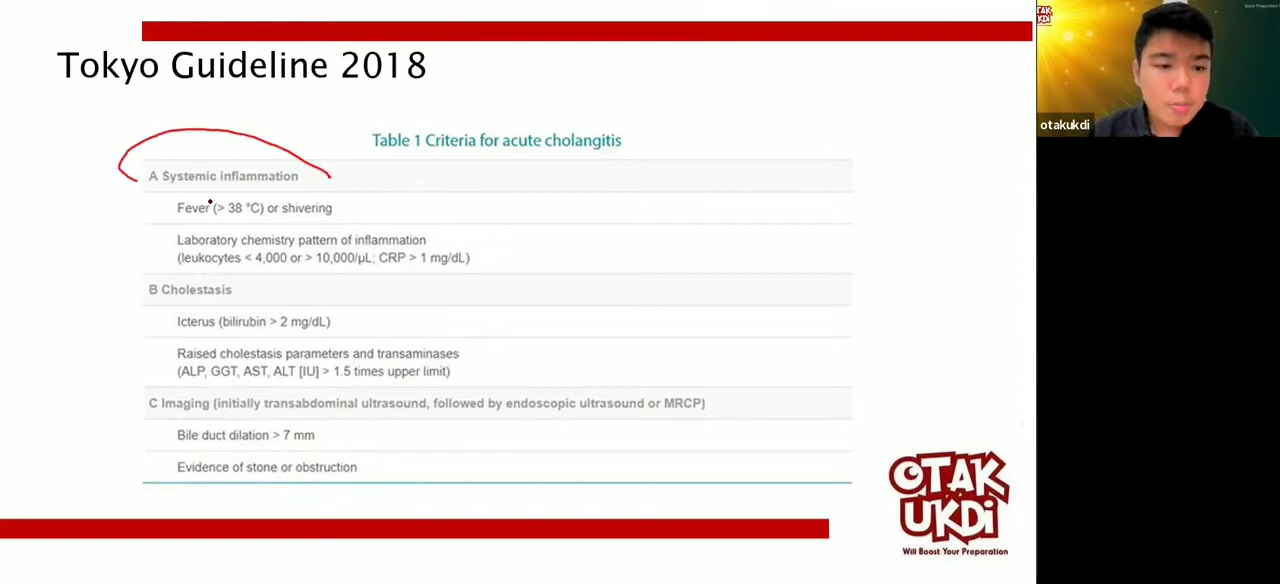 Tokyo Guideline 2018
Table 1 Criteria for acute cholangitis
A Systemic inflammation
Fever (> 38 °C) or shivering
Laboratory chemistry pattern of inflammation
(leukocytes < 4,000 or > 10,000/µL; CRP > 1 mg/dL)
B Cholestasis
Icterus (bilirubin > 2 mg/dL)
Raised cholestasis parameters and transaminases
(ALP, GGT, AST, ALT [IU] > 1.5 times upper limit)
C Imaging (initially transabdominal ultrasound, followed by endoscopic ultrasound or MRCP)
Bile duct dilation > 7 mm
Evidence of stone or obstruction
OTAK
UKDi
Will Boost Your Preparation
otakukdi